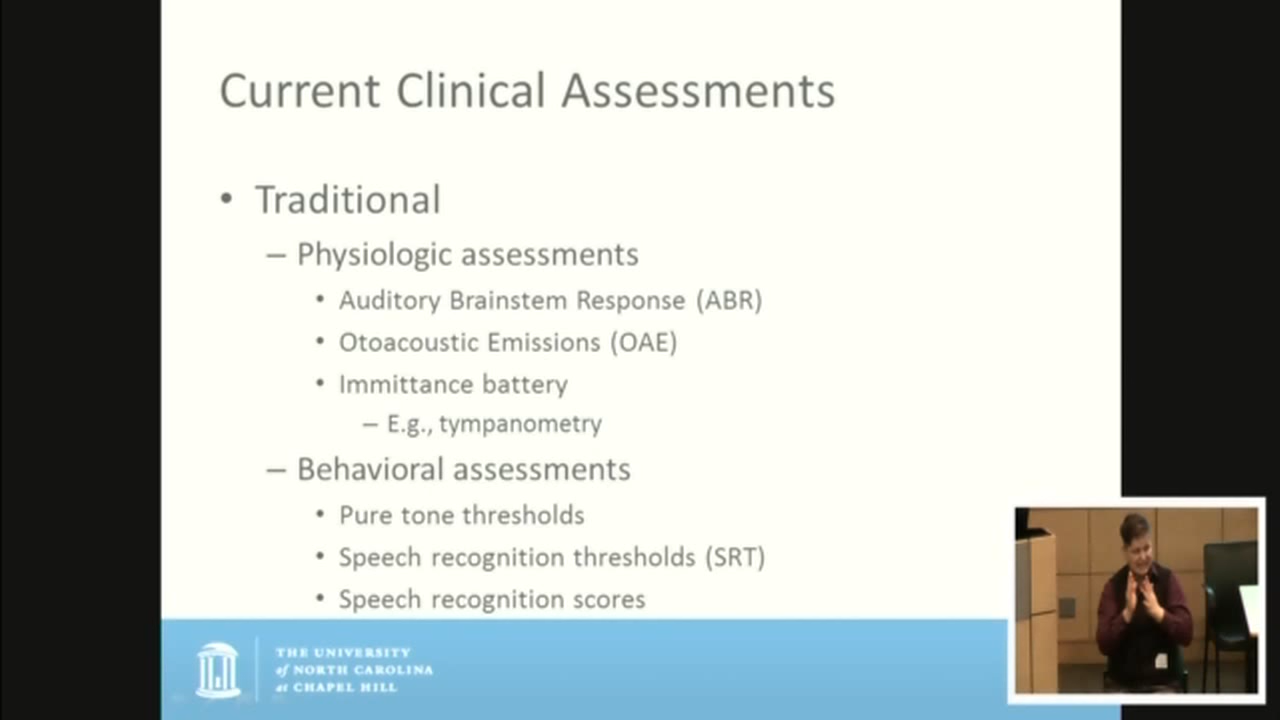 Current Clinical Assessments
• Traditional
– Physiologic assessments
• Auditory Brainstem Response (ABR)
• Otoacoustic Emissions (OAE)
• Immittance battery
– E.g., tympanometry
– Behavioral assessments
• Pure tone thresholds
• Speech recognition thresholds (SRT)
• Speech recognition scores
THE UNIVERSITY
of NORTH CAROLINA
at CHAPEL HILL